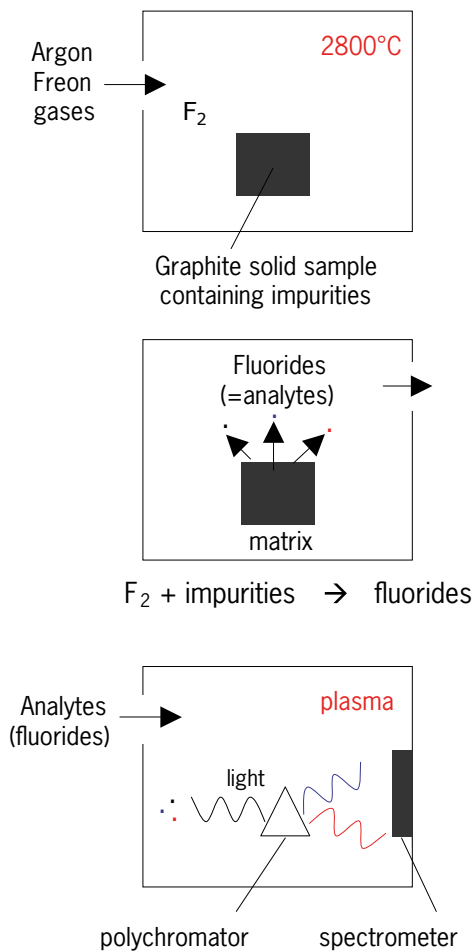 Argon
Freon
gases
2800°C
F₂
Graphite solid sample
containing impurities
Fluorides
(=analytes)
matrix
F₂ + impurities → fluorides
Analytes
(fluorides)
plasma
light
polychromator
spectrometer